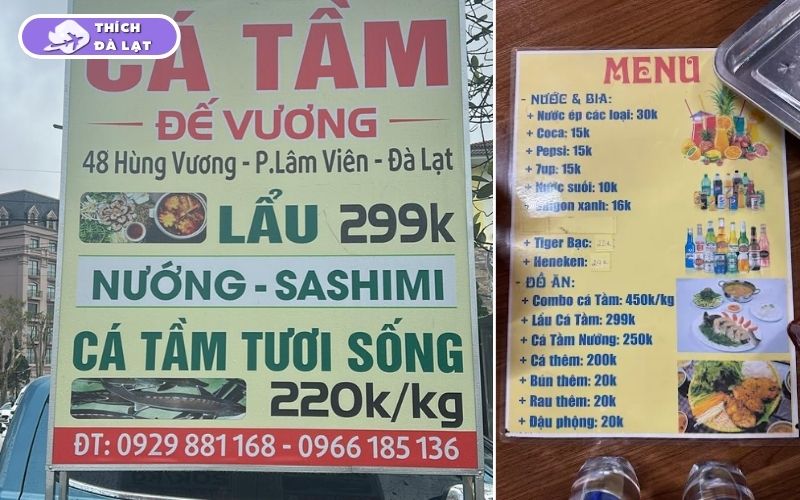 THÍCH
ĐÀ LẠT
CÁ TẦM
ĐẾ VƯƠNG
48 Hùng Vương - P.Lâm Viên - Đà Lạt
LẨU 299k
NƯỚNG - SASHIMI
CÁ TẦM TƯƠI SỐNG
220k/kg
ĐT: 0929 881 168 - 0966 185 136
MENU
- NƯỚC & BIA:
+ Nước ép các loại: 30k
+ Coca: 15k
+ Pepsi: 15k
+ 7up: 15k
+ Nước suối: 10k
+ Saigon xanh: 16k
+ Tiger Bạc:
+ Heneken:
- ĐỒ ĂN:
+ Combo cá Tầm: 450k/kg
+ Lẩu Cá Tầm: 299k
+ Cá Tầm Nướng: 250k
+ Cá thêm: 200k
+ Bún thêm: 20k
+ Rau thêm: 20k
+ Đậu phộng: 20k